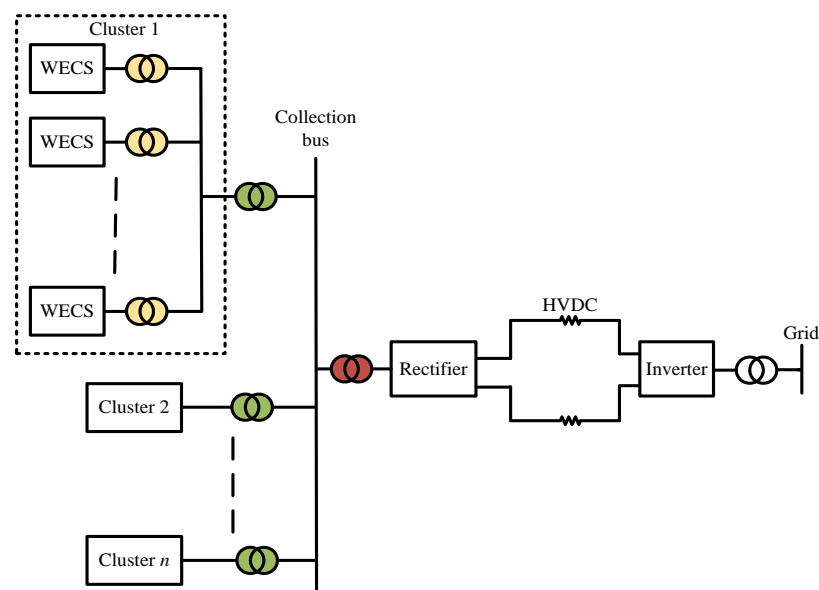 Cluster 1
WECS
WECS
WECS
Collection
bus
HVDC
Grid
Rectifier
Inverter
Cluster 2
Cluster n